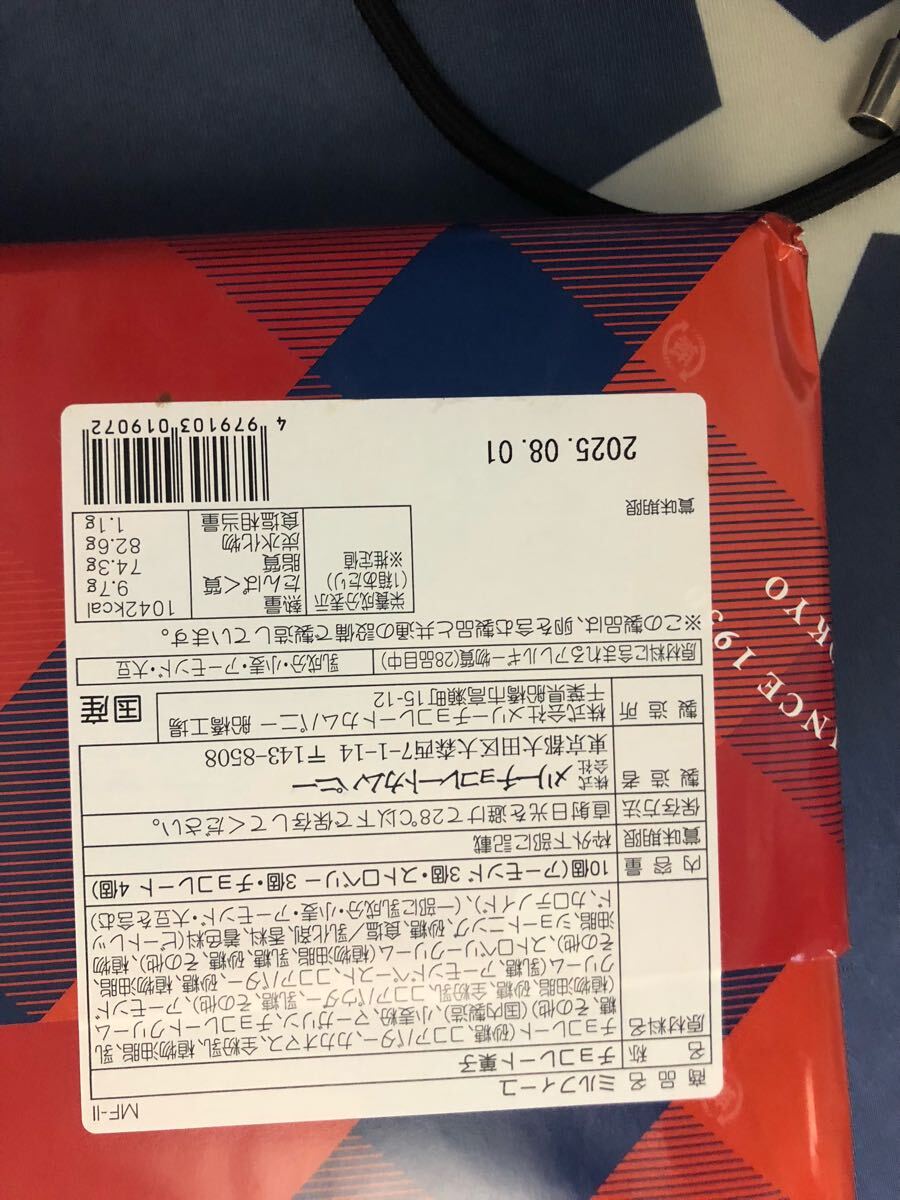 MF-II
商品名 ミルフィーユ
名称 チョコレート菓子
原材料名 チョコレート(砂糖、ココアバター、カカオマス、全粉乳、植物油脂、乳
糖、その他)(国内製造)、小麦粉、マーガリン、チョコレートクリーム
(植物油脂、砂糖、全粉乳、ココアパウダー、乳糖、その他)、アーモンド
クリーム(乳糖、アーモンドペースト、ココアバター、砂糖、植物油脂、
その他)、ストロベリークリーム(植物油脂、乳糖、砂糖、その他)、植物
油脂、ショートニング、砂糖、食塩/乳化剤、香料、着色料(ビートレッ
ド、カロテノイド)、(一部に乳成分・小麦・アーモンド・大豆を含む)
内容量 10個(アーモンド 3個・ストロベリー 3個・チョコレート 4個)
賞味期限 枠外下部に記載
保存方法 直射日光を避けて28℃以下で保存してください。
製造者 株式会社 メリーチョコレートカムパニー
東京都大田区大森西7-1-14 〒143-8508
製造所 株式会社メリーチョコレートカムパニー 船橋工場
千葉県船橋市高瀬町15-12
国産
原材料に含まれるアレルギー物質(28品目中) 乳成分・小麦・アーモンド・大豆
※この製品は、卵を含む製品と共通の設備で製造しています。
栄養成分表示
(1箱あたり)
※推定値
熱量 1042kcal
たんぱく質 9.7g
脂質 74.3g
炭水化物 82.6g
食塩相当量 1.1g
賞味期限
2025.08.01
4 979103 019072
INCE 19
OKYO